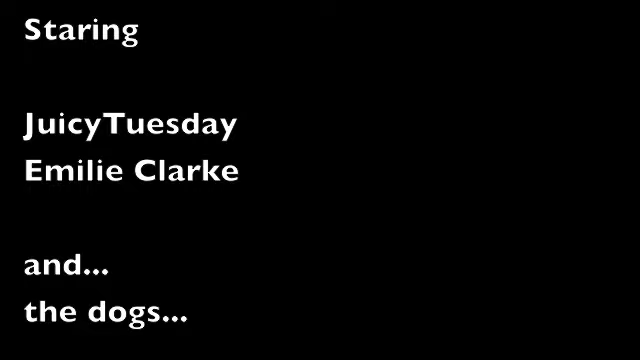 Staring
JuicyTuesday
Emilie Clarke
and...
the dogs...